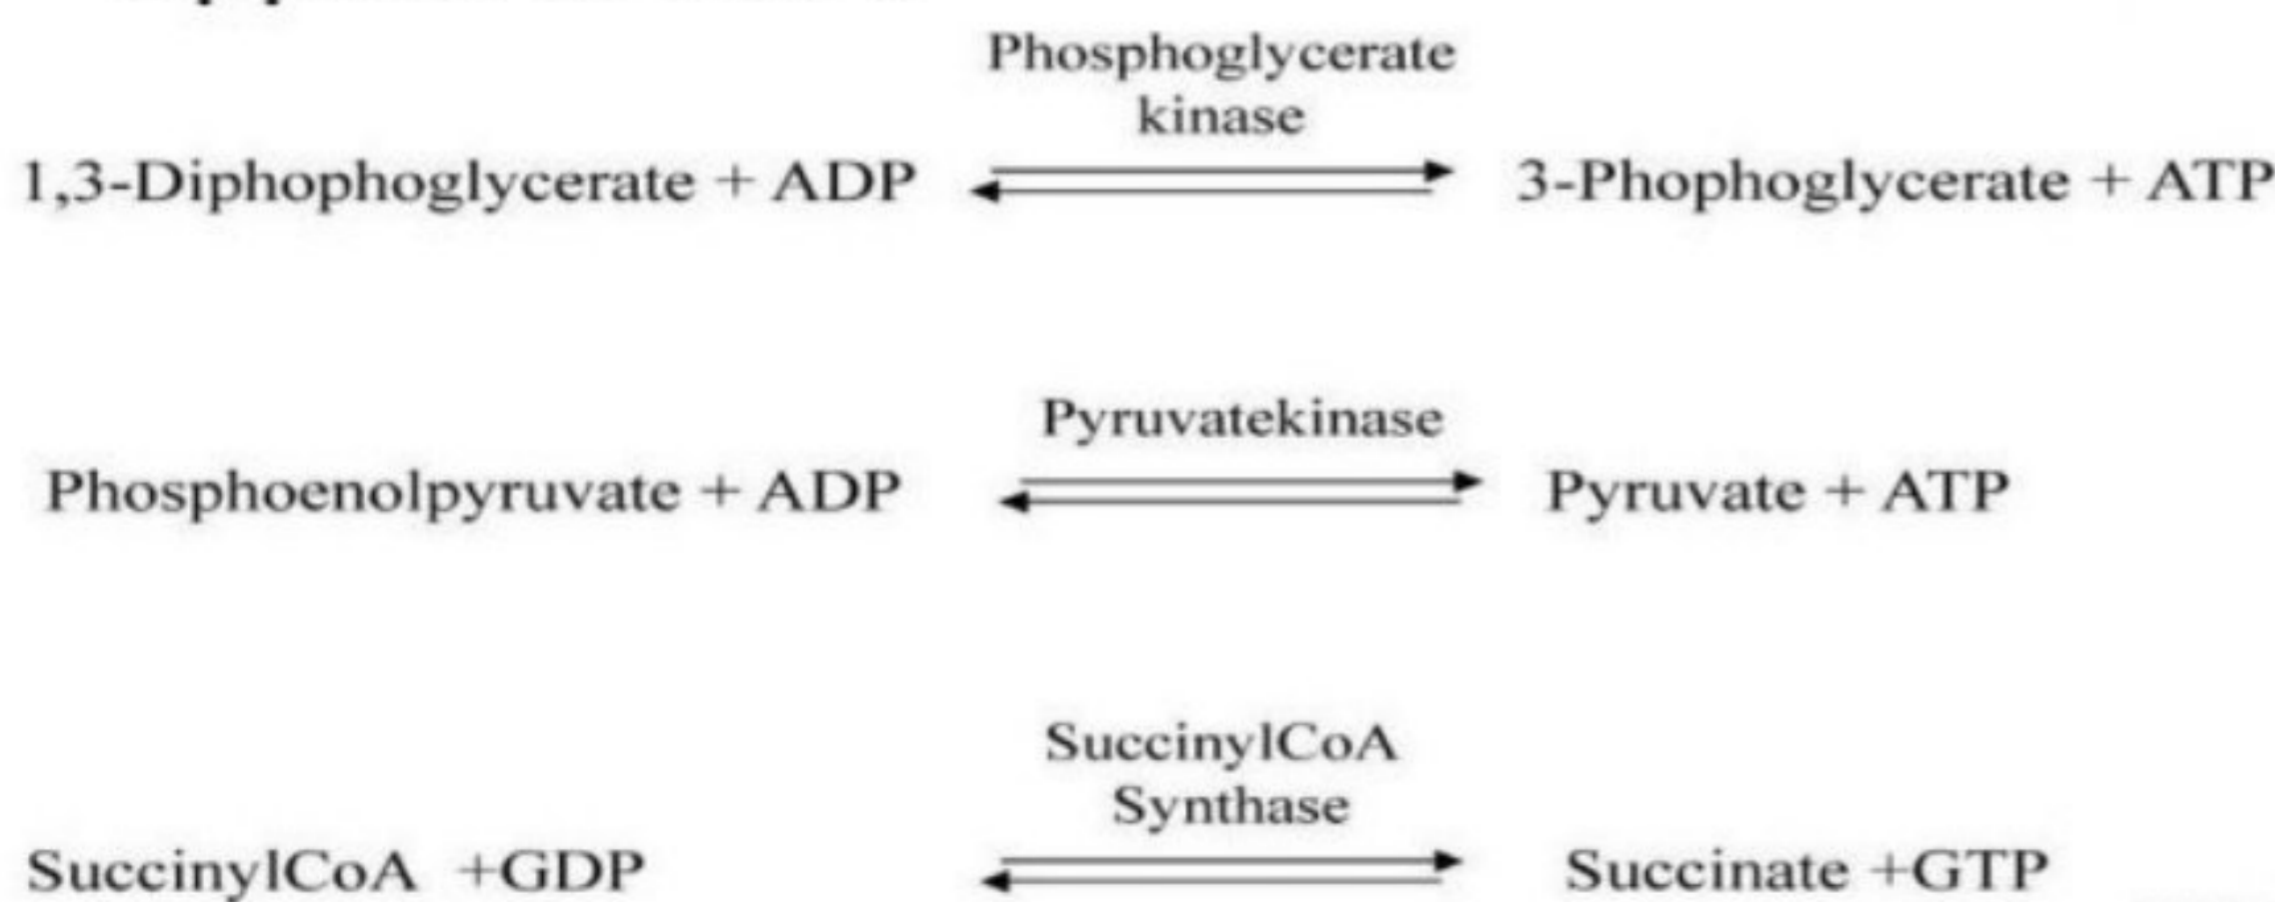 Phosphoglycerate
kinase
1,3-Diphophoglycerate + ADP 3-Phophoglycerate + ATP
Pyruvatekinase
Phosphoenolpyruvate + ADP Pyruvate + ATP
SuccinylCoA
Synthase
SuccinylCoA +GDP Succinate +GTP